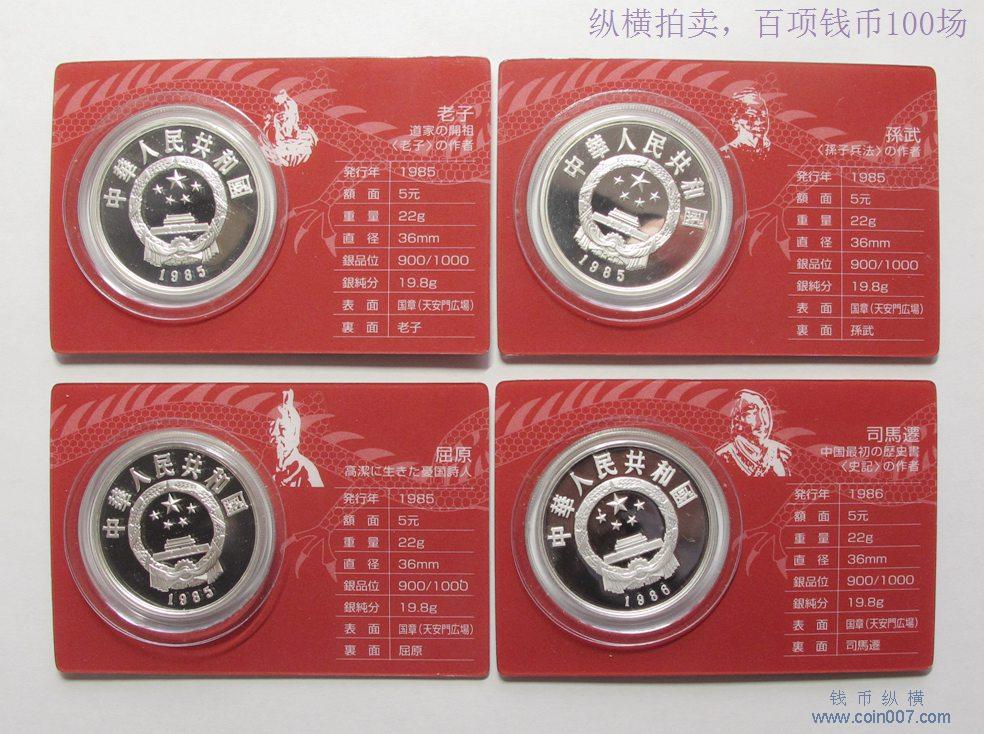 纵横拍卖，百项钱币100场
中華人民共和國
1985
老子
道家の開祖
〈老子〉の作者
発行年 1985
額面 5元
重量 22g
直径 36mm
銀品位 900/1000
銀純分 19.8g
表面 国章(天安門広場)
裏面 老子
中華人民共和國
1985
孫武
〈孫子兵法〉の作者
発行年 1985
額面 5元
重量 22g
直径 36mm
銀品位 900/1000
銀純分 19.8g
表面 国章(天安門広場)
裏面 孫武
中華人民共和國
1985
屈原
高潔に生きた憂国詩人
発行年 1985
額面 5元
重量 22g
直径 36mm
銀品位 900/1000
銀純分 19.8g
表面 国章(天安門広場)
裏面 屈原
中華人民共和國
1986
司馬遷
中国最初の歴史書
〈史記〉の作者
発行年 1986
額面 5元
重量 22g
直径 36mm
銀品位 900/1000
銀純分 19.8g
表面 国章(天安門広場)
裏面 司馬遷
钱币纵横
www.coin007.com